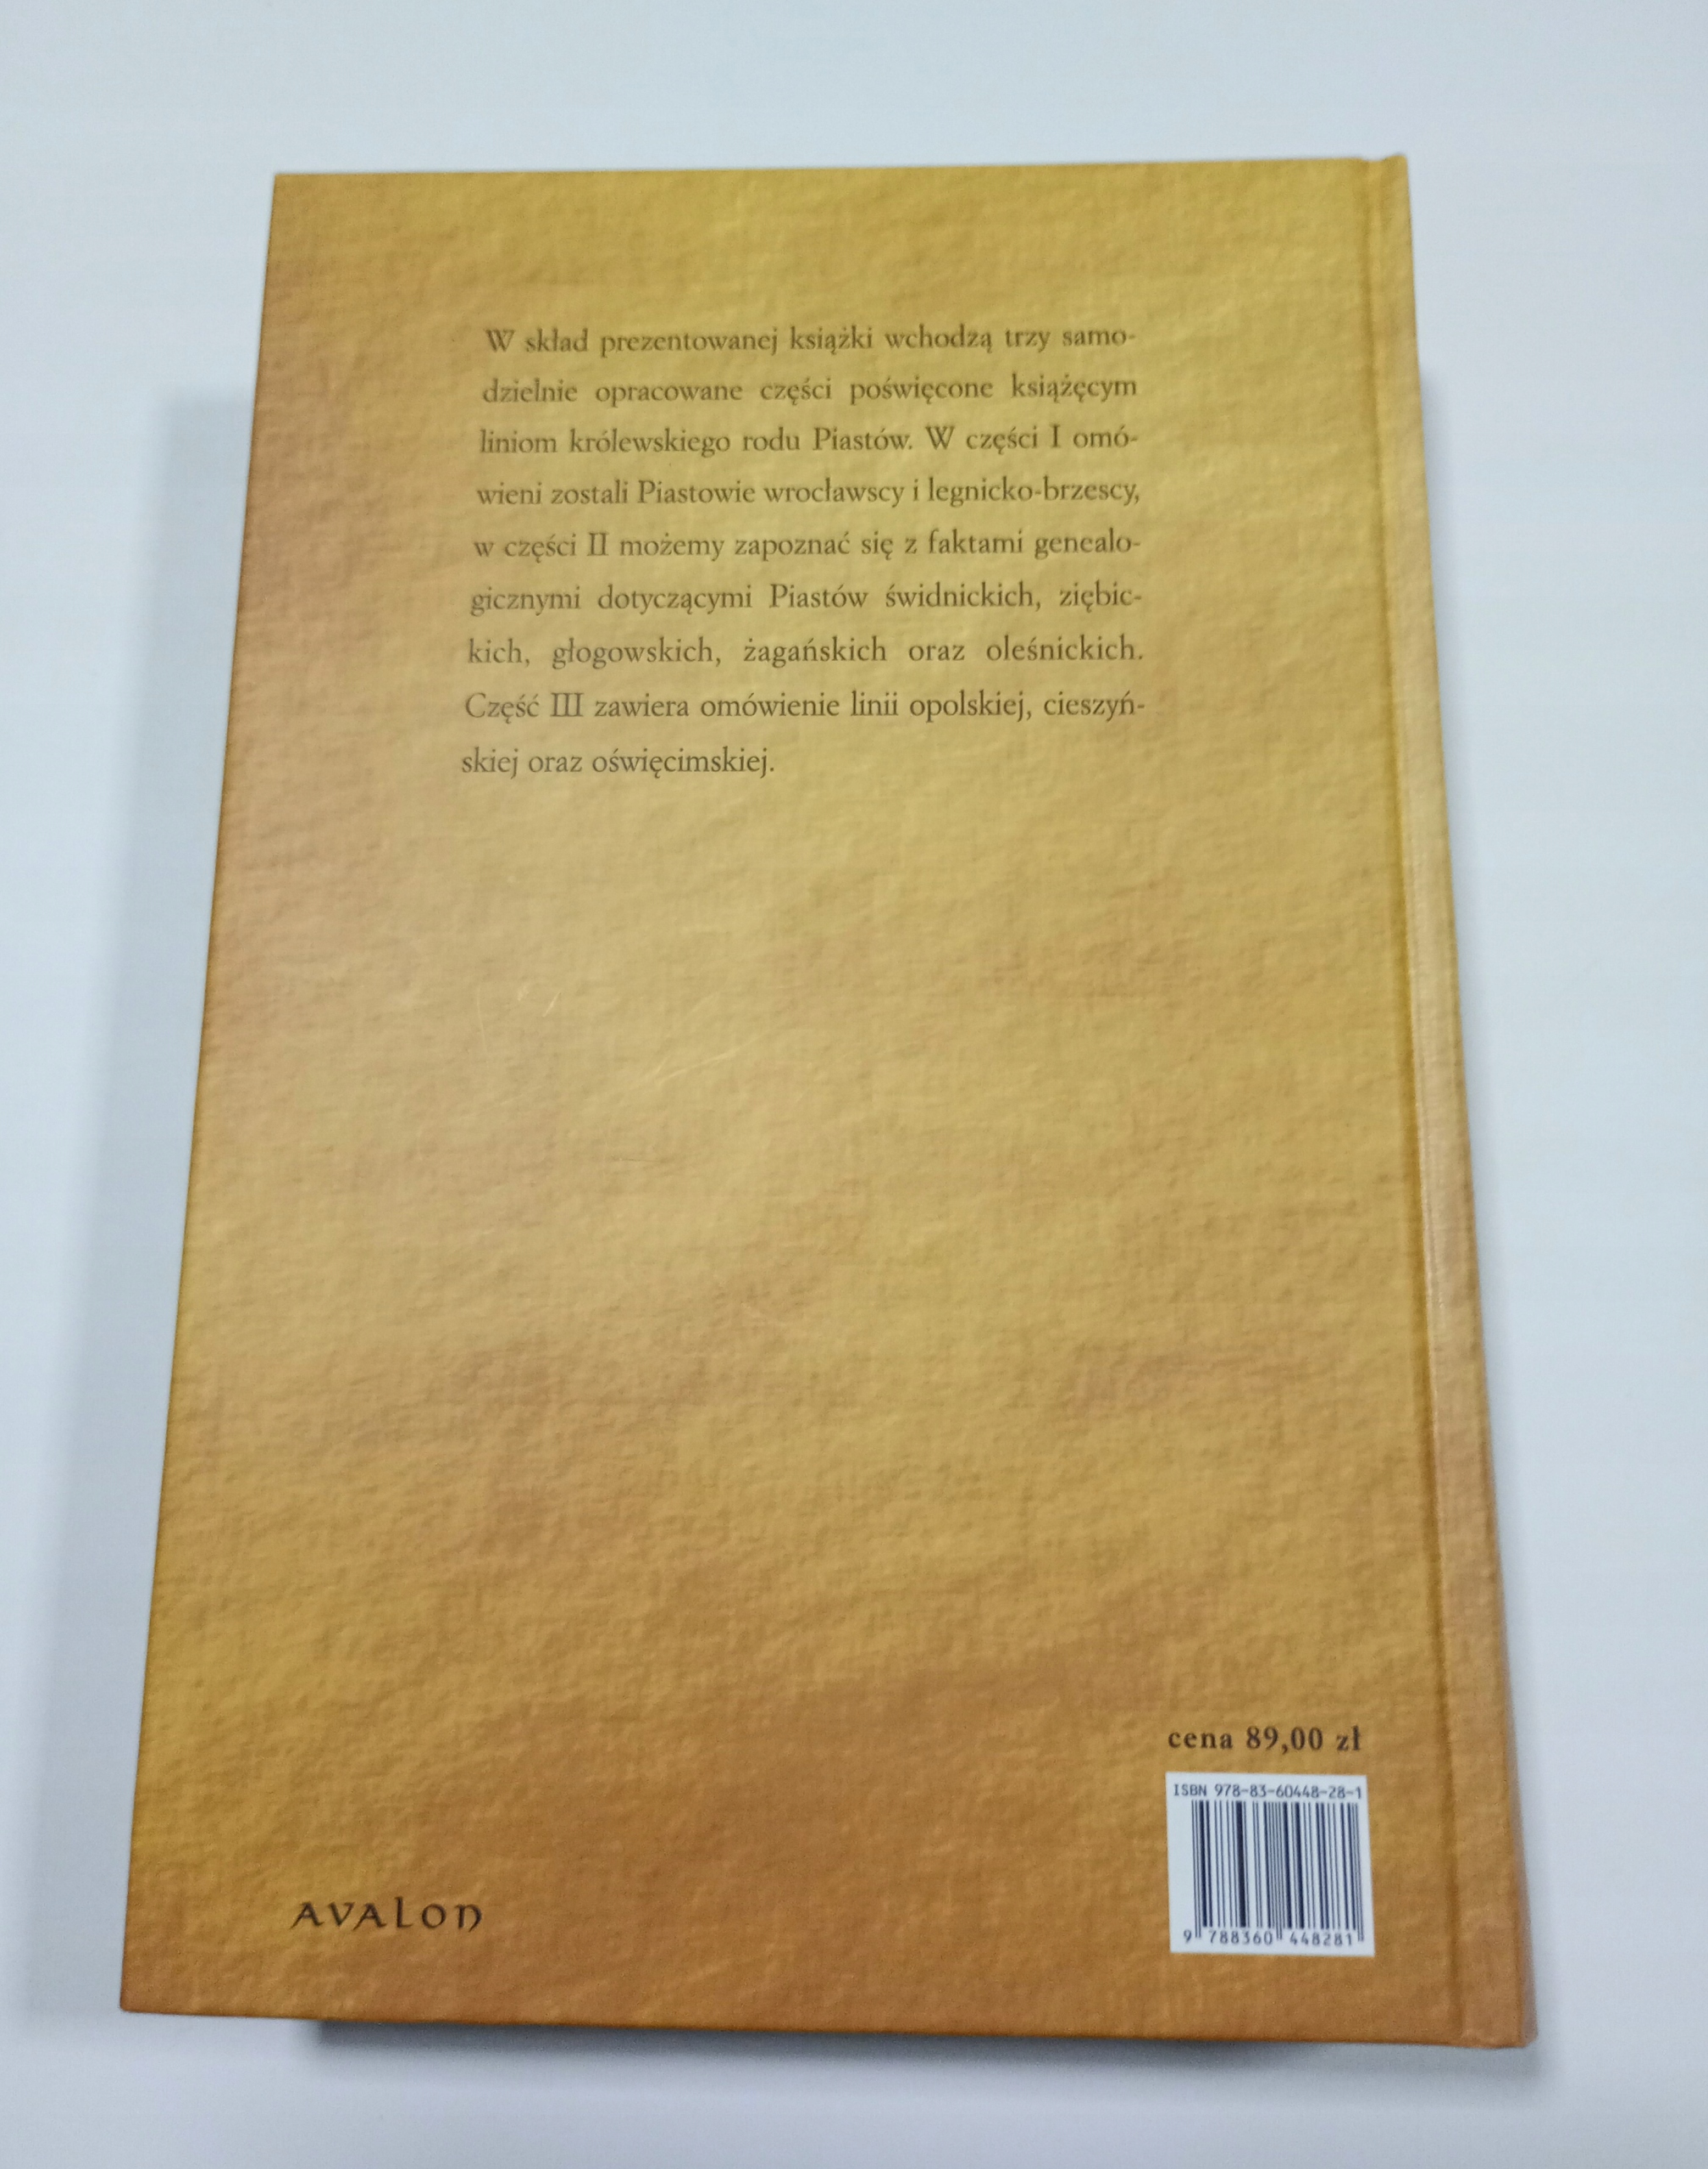 W skład prezentowanej książki wchodzą trzy samo-
dzielnie opracowane części poświęcone książęcym
liniom królewskiego rodu Piastów. W części I omó-
wieni zostali Piastowie wrocławscy i legnicko-brzescy,
w części II możemy zapoznać się z faktami genealo-
gicznymi dotyczącymi Piastów świdnickich, ziębic-
kich, głogowskich, żagańskich oraz oleśnickich.
Część III zawiera omówienie linii opolskiej, cieszyń-
skiej oraz oświęcimskiej.
cena 89,00 zł
ISBN 978-83-60448-28-1
9 788360 448281
AVALON